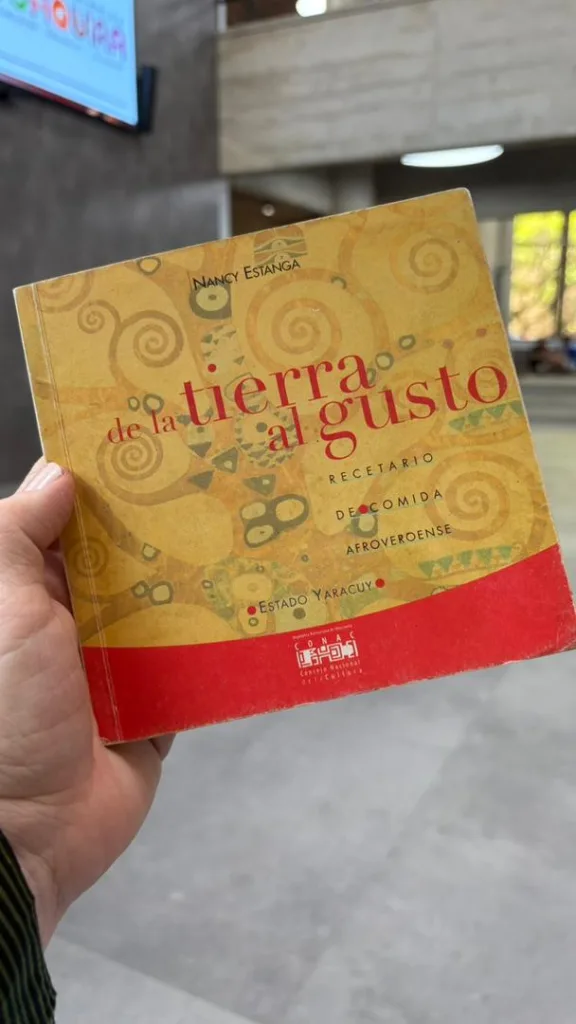 NANCY ESTANGA
de la tierra
al gusto
RECETARIO
DE COMIDA
AFROVEROENSE
ESTADO YARACUY
CONAC
Consejo Nacional
de la Cultura